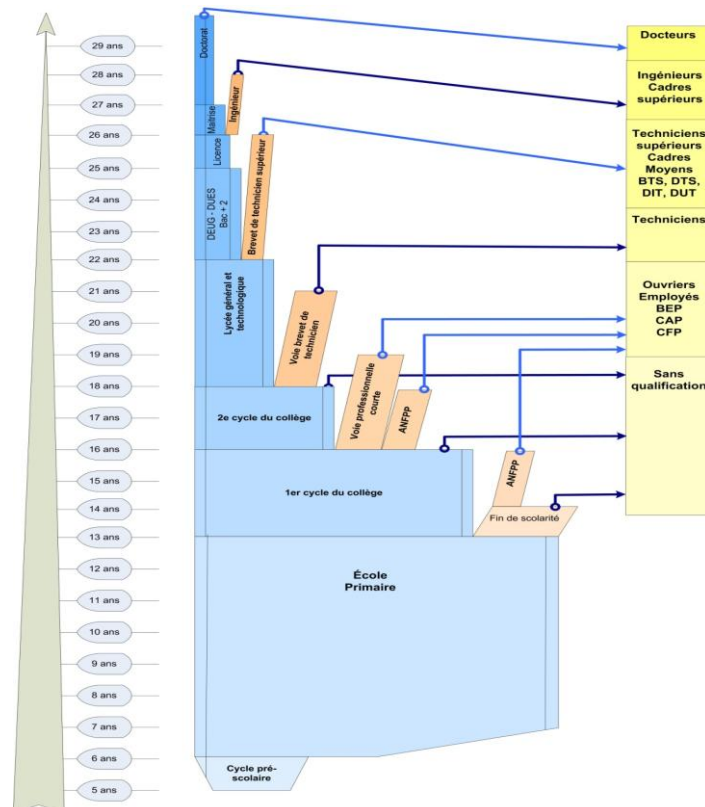 29 ans
28 ans
27 ans
26 ans
25 ans
24 ans
23 ans
22 ans
21 ans
20 ans
19 ans
18 ans
17 ans
16 ans
15 ans
14 ans
13 ans
12 ans
11 ans
10 ans
9 ans
8 ans
7 ans
6 ans
5 ans
Doctorat
Maitrise
Ingénieur
Licence
DEUG - DUES
Bac + 2
Brevet de technicien supérieur
Lycée général et
technologique
Voie brevet de
technicien
2e cycle du collège
Voie professionnelle
courte
ANFPP
1er cycle du collège
ANFPP
Fin de scolarité
École
Primaire
Cycle pré-
scolaire
Docteurs
Ingénieurs
Cadres
supérieurs
Techniciens
supérieurs
Cadres
Moyens
BTS, DTS,
DIT, DUT
Techniciens
Ouvriers
Employés
BEP
CAP
CFP
Sans
qualification